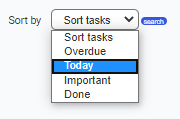 Sort by Sort tasks search
Sort tasks
Overdue
Today
Important
Done